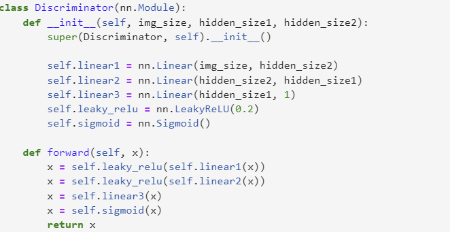 class Discriminator(nn.Module):
    def __init__(self, img_size, hidden_size1, hidden_size2):
        super(Discriminator, self).__init__()

        self.linear1 = nn.Linear(img_size, hidden_size2)
        self.linear2 = nn.Linear(hidden_size2, hidden_size1)
        self.linear3 = nn.Linear(hidden_size1, 1)
        self.leaky_relu = nn.LeakyReLU(0.2)
        self.sigmoid = nn.Sigmoid()

    def forward(self, x):
        x = self.leaky_relu(self.linear1(x))
        x = self.leaky_relu(self.linear2(x))
        x = self.linear3(x)
        x = self.sigmoid(x)
        return x